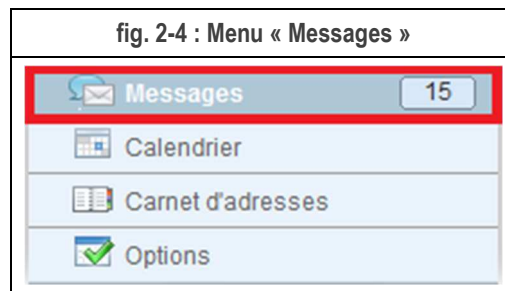 fig. 2-4 : Menu « Messages »
Messages 15
Calendrier
Carnet d'adresses
Options